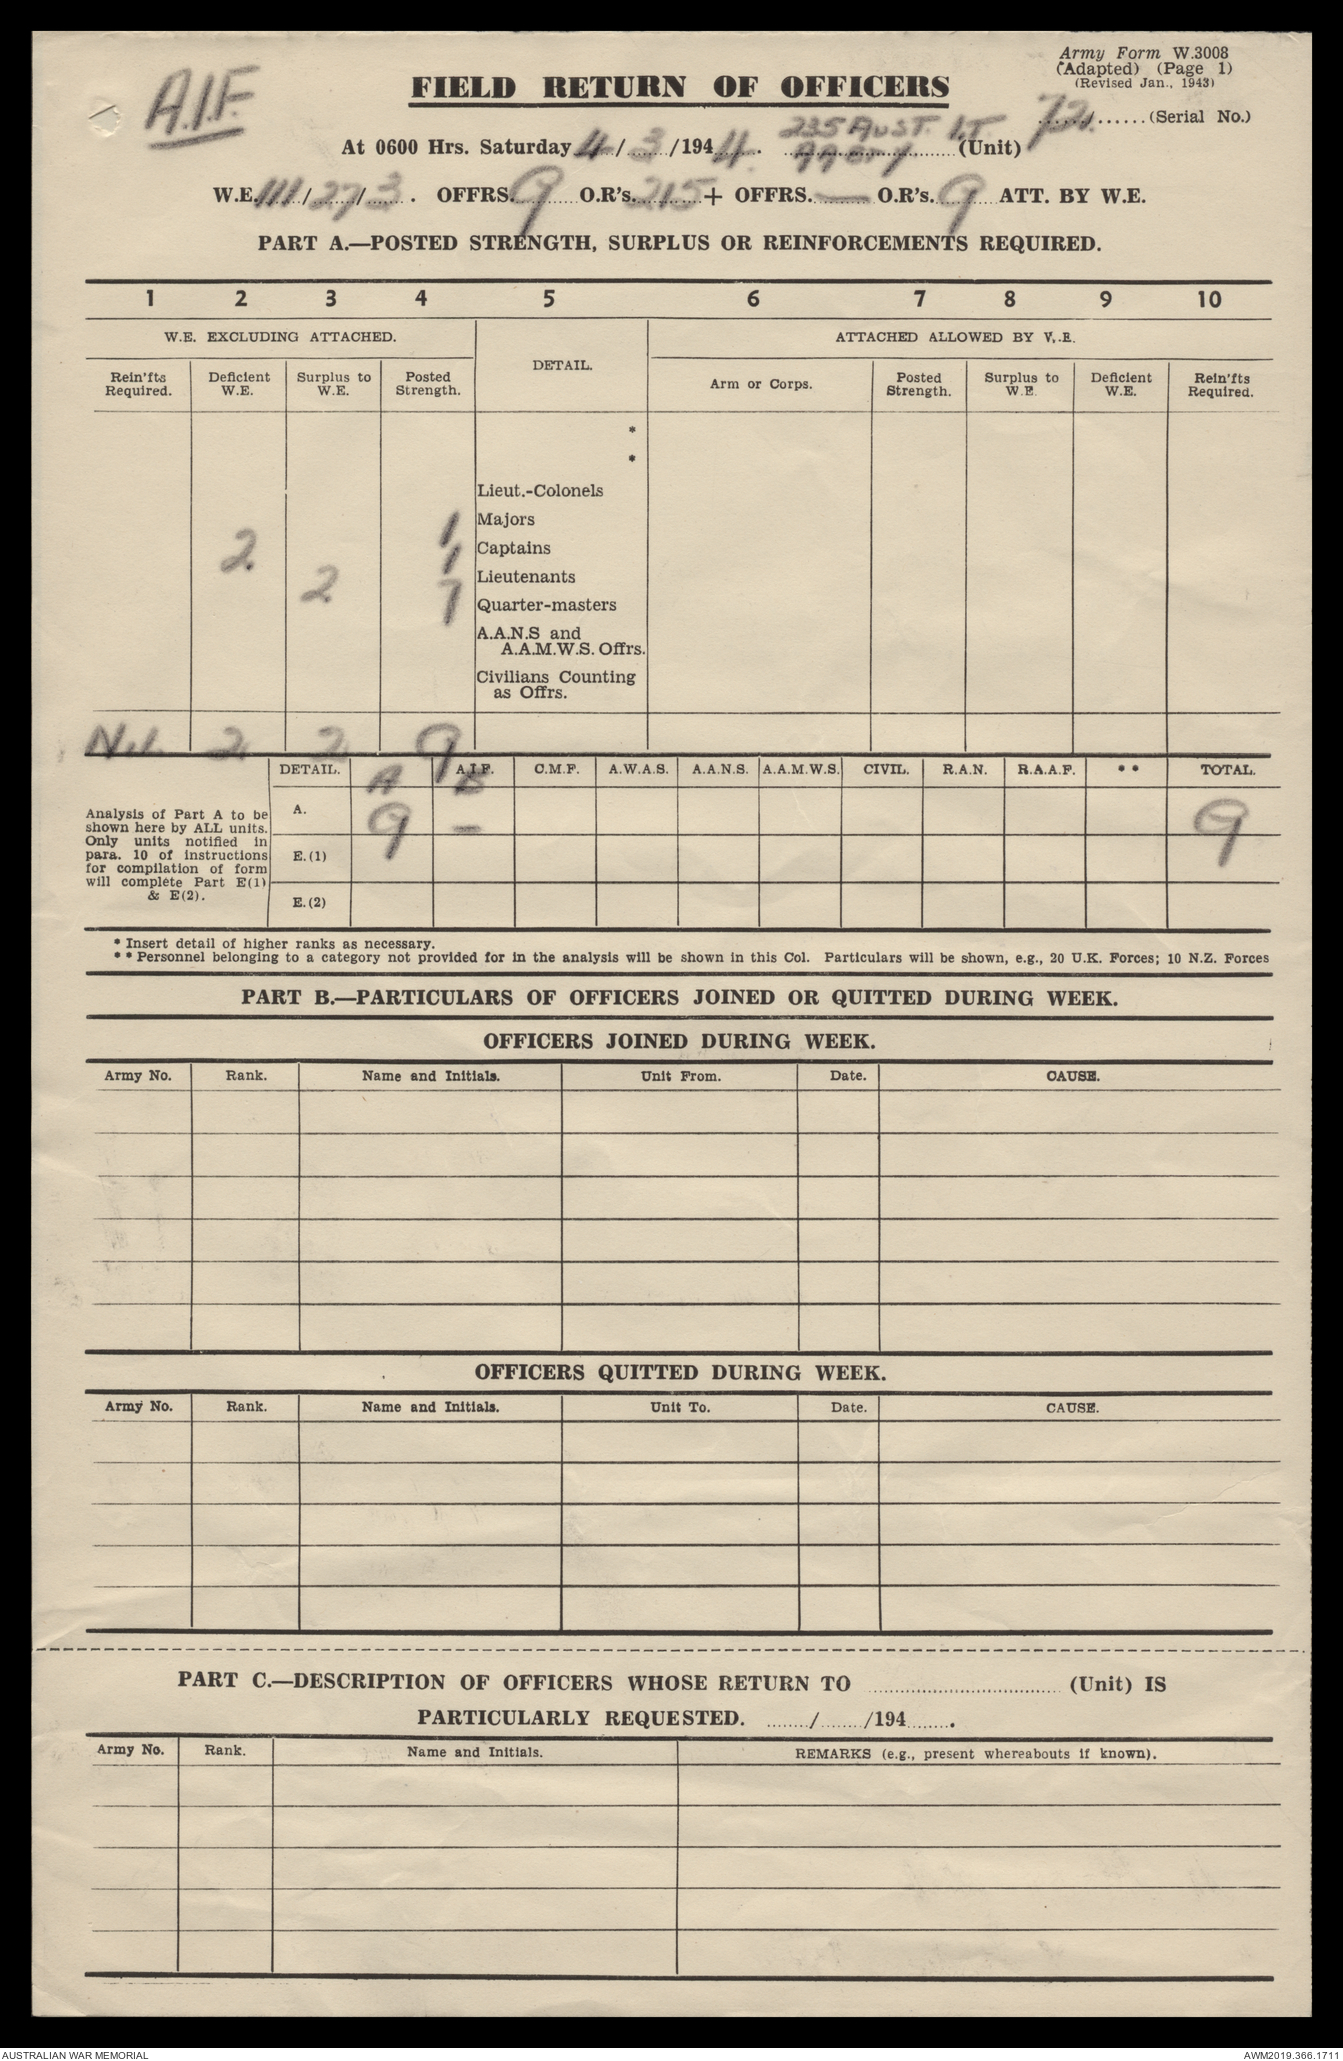 Army Form W.3008
(Adapted) (Page 1)
(Revised Jan., 1943)
A.I.F.
FIELD RETURN OF OFFICERS
72 ....../......(Serial No.)
At 0600 Hrs. Saturday 4/3/1944. 235 Aust. L.T. (Unit)
W.E. 111/27/3. OFFRS. 9 O.R's. 215 + OFFRS. — O.R's. 9 ATT. BY W.E.
PART A.—POSTED STRENGTH, SURPLUS OR REINFORCEMENTS REQUIRED.
1 2 3 4 5 6 7 8 9 10
W.E. EXCLUDING ATTACHED. DETAIL. ATTACHED ALLOWED BY W.E.
Rein'fts Required. Deficient W.E. Surplus to W.E. Posted Strength. Arm or Corps. Posted Strength. Surplus to W.E. Deficient W.E. Rein'fts Required.
*
*
Lieut.-Colonels
1 Majors
2 1 Captains
2 7 Lieutenants
Quarter-masters
A.A.N.S and
A.A.M.W.S. Offrs.
Civilians Counting
as Offrs.
Nil. 2 2 9
DETAIL. A A.I.F. B C.M.F. A.W.A.S. A.A.N.S. A.A.M.W.S. CIVIL. R.A.N. R.A.A.F. ** TOTAL.
Analysis of Part A to be
shown here by ALL units.
Only units notified in
para. 10 of instructions
for compilation of form
will complete Part E(1)
& E(2).
A. 9 — 9
E.(1)
E.(2)
* Insert detail of higher ranks as necessary.
** Personnel belonging to a category not provided for in the analysis will be shown in this Col. Particulars will be shown, e.g., 20 U.K. Forces; 10 N.Z. Forces
PART B.—PARTICULARS OF OFFICERS JOINED OR QUITTED DURING WEEK.
OFFICERS JOINED DURING WEEK.
Army No. Rank. Name and Initials. Unit From. Date. CAUSE.
OFFICERS QUITTED DURING WEEK.
Army No. Rank. Name and Initials. Unit To. Date. CAUSE.
PART C.—DESCRIPTION OF OFFICERS WHOSE RETURN TO .................... (Unit) IS
PARTICULARLY REQUESTED. ......../......../194........
Army No. Rank. Name and Initials. REMARKS (e.g., present whereabouts if known).
AUSTRALIAN WAR MEMORIAL AWM2019.366.1711